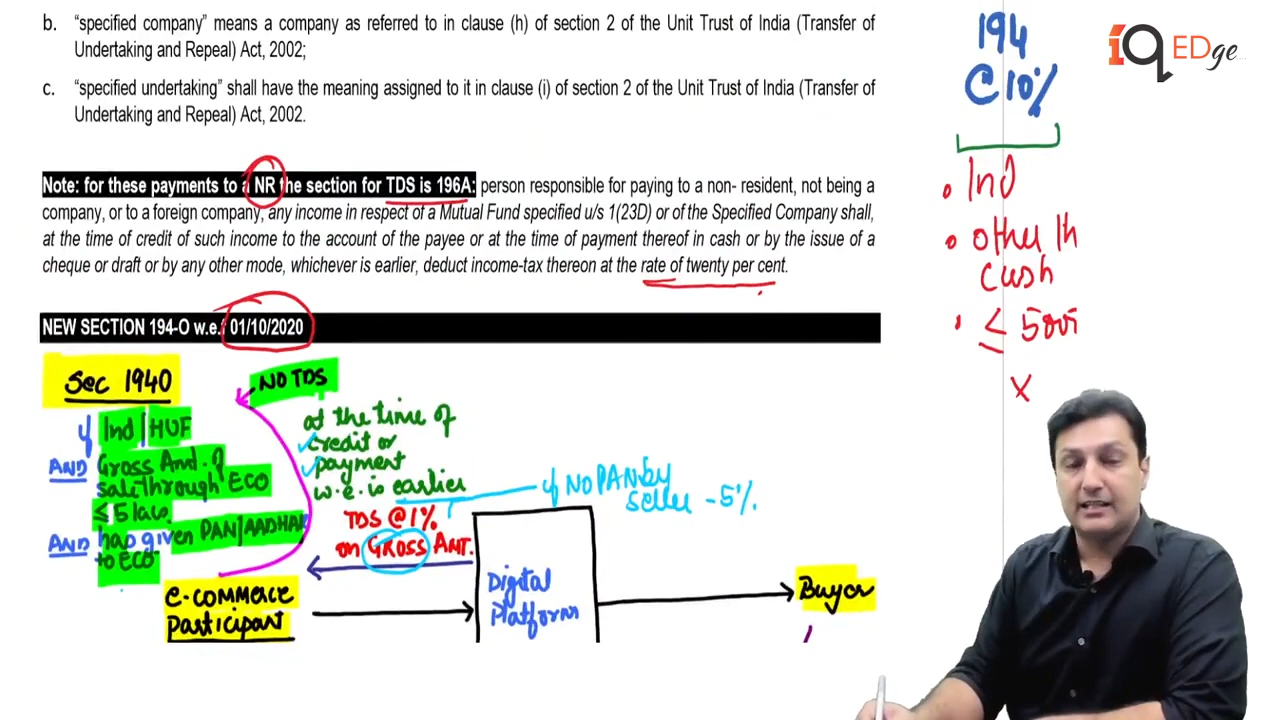 b. “specified company” means a company as referred to in clause (h) of section 2 of the Unit Trust of India (Transfer of
Undertaking and Repeal) Act, 2002;
c. “specified undertaking” shall have the meaning assigned to it in clause (i) of section 2 of the Unit Trust of India (Transfer of
Undertaking and Repeal) Act, 2002.
Note: for these payments to a NR the section for TDS is 196A: person responsible for paying to a non- resident, not being a
company, or to a foreign company, any income in respect of a Mutual Fund specified u/s 1(23D) or of the Specified Company shall,
at the time of credit of such income to the account of the payee or at the time of payment thereof in cash or by the issue of a
cheque or draft or by any other mode, whichever is earlier, deduct income-tax thereon at the rate of twenty per cent.
NEW SECTION 194-O w.e.f 01/10/2020
Sec 194O
if Ind/HUF
AND Gross Amt. of
sale through ECO
≤ 5 lacs
AND has given PAN/AADHAR
to ECO
NO TDS
at the time of
credit or
payment
w.e. is earlier
TDS @1%
on GROSS AMT.
if NO PAN by
seller - 5%
e-commerce
participant
Digital
Platform
Buyer
194
@ 10%
• Ind
• other th
cash
• ≤ 5000
x
iQ EDge...